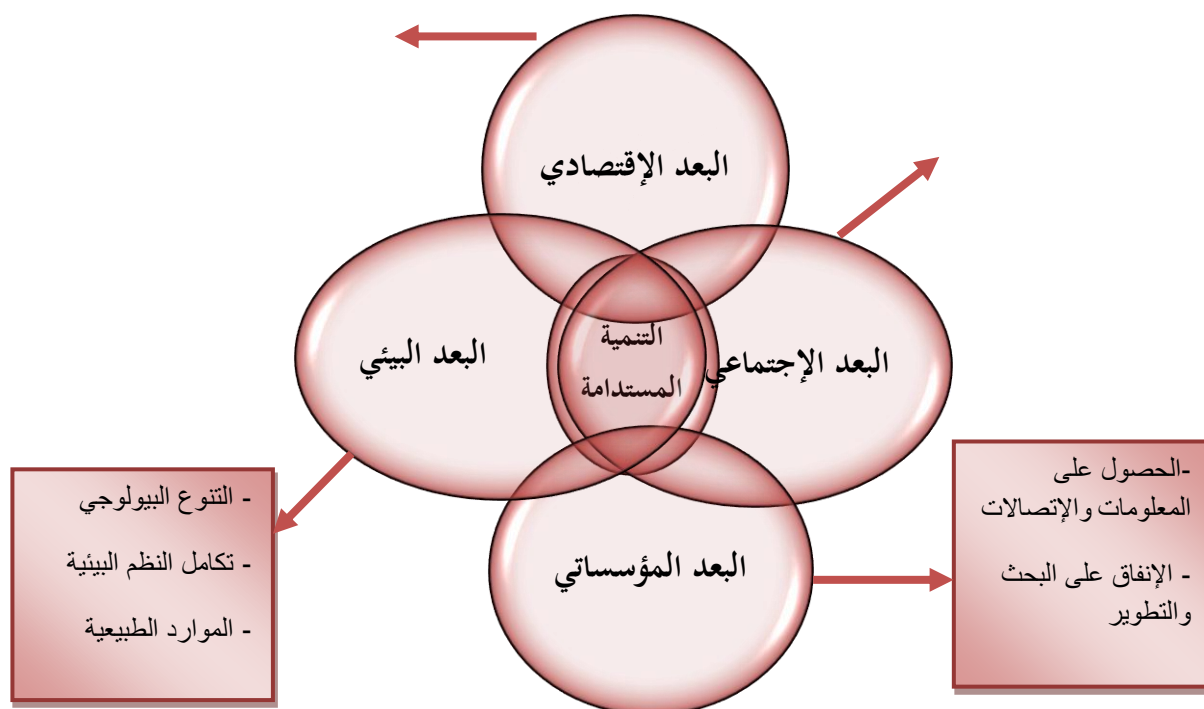 البعد الإقتصادي
البعد الإجتماعي
البعد البيئي
التنمية
المستدامة
البعد المؤسساتي
-الحصول على
المعلومات والإتصالات
- الإنفاق على البحث
والتطوير
- التنوع البيولوجي
- تكامل النظم البيئية
- الموارد الطبيعية